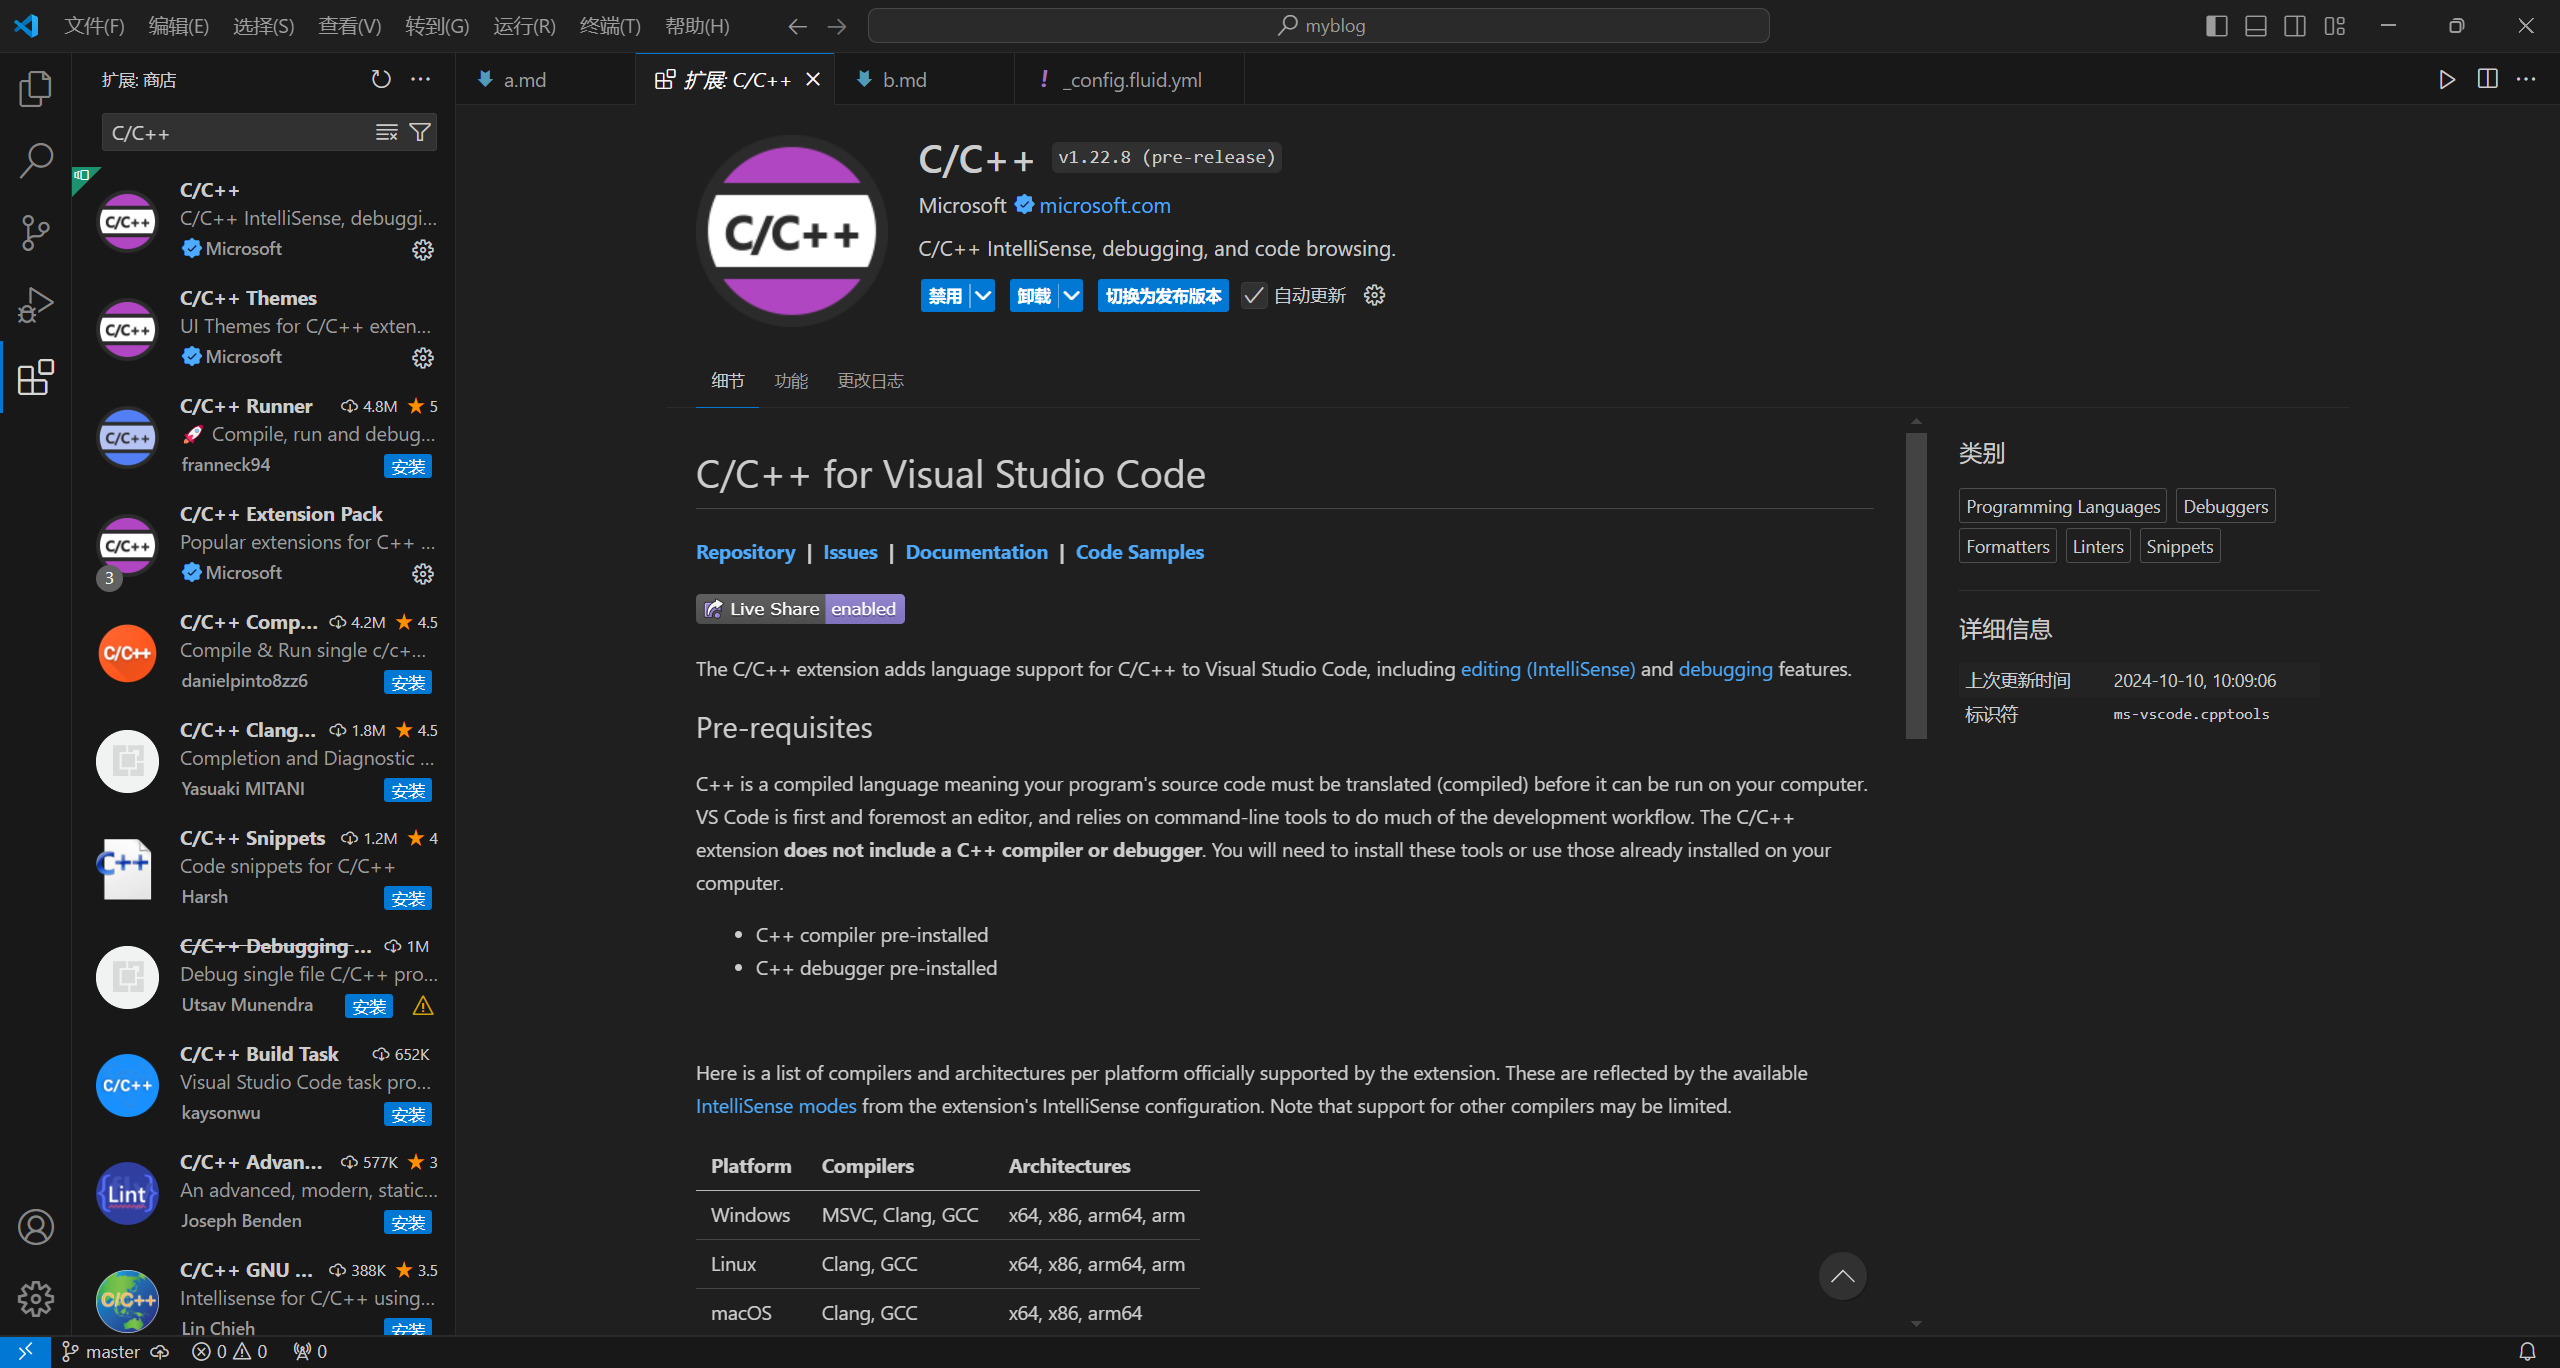 文件(F) 编辑(E) 选择(S) 查看(V) 转到(G) 运行(R) 终端(T) 帮助(H)
myblog
扩展: 商店
C/C++
C/C++
C/C++
C/C++ IntelliSense, debuggi...
Microsoft
C/C++
C/C++ Themes
UI Themes for C/C++ exten...
Microsoft
C/C++
C/C++ Runner 4.8M 5
🚀 Compile, run and debug...
franneck94 安装
C/C++
C/C++ Extension Pack
Popular extensions for C++ ...
3 Microsoft
C/C++
C/C++ Comp... 4.2M 4.5
Compile & Run single c/c+...
danielpinto8zz6 安装
C/C++ Clang... 1.8M 4.5
Completion and Diagnostic ...
Yasuaki MITANI 安装
C++
C/C++ Snippets 1.2M 4
Code snippets for C/C++
Harsh 安装
C/C++ Debugging ... 1M
Debug single file C/C++ pro...
Utsav Munendra 安装
C/C++
C/C++ Build Task 652K
Visual Studio Code task pro...
kaysonwu 安装
{Lint}
C/C++ Advan... 577K 3
An advanced, modern, static...
Joseph Benden 安装
C/C++
C/C++ GNU ... 388K 3.5
Intellisense for C/C++ using...
Lin Chieh 安装
a.md
扩展: C/C++
b.md
! _config.fluid.yml
C/C++
C/C++ v1.22.8 (pre-release)
Microsoft microsoft.com
C/C++ IntelliSense, debugging, and code browsing.
禁用 卸载 切换为发布版本 自动更新
细节 功能 更改日志
C/C++ for Visual Studio Code
Repository | Issues | Documentation | Code Samples
Live Share enabled
The C/C++ extension adds language support for C/C++ to Visual Studio Code, including editing (IntelliSense) and debugging features.
Pre-requisites
C++ is a compiled language meaning your program's source code must be translated (compiled) before it can be run on your computer.
VS Code is first and foremost an editor, and relies on command-line tools to do much of the development workflow. The C/C++
extension does not include a C++ compiler or debugger. You will need to install these tools or use those already installed on your
computer.
• C++ compiler pre-installed
• C++ debugger pre-installed
Here is a list of compilers and architectures per platform officially supported by the extension. These are reflected by the available
IntelliSense modes from the extension's IntelliSense configuration. Note that support for other compilers may be limited.
Platform Compilers Architectures
Windows MSVC, Clang, GCC x64, x86, arm64, arm
Linux Clang, GCC x64, x86, arm64, arm
macOS Clang, GCC x64, x86, arm64
类别
Programming Languages Debuggers
Formatters Linters Snippets
详细信息
上次更新时间 2024-10-10, 10:09:06
标识符 ms-vscode.cpptools
master 0 0 0